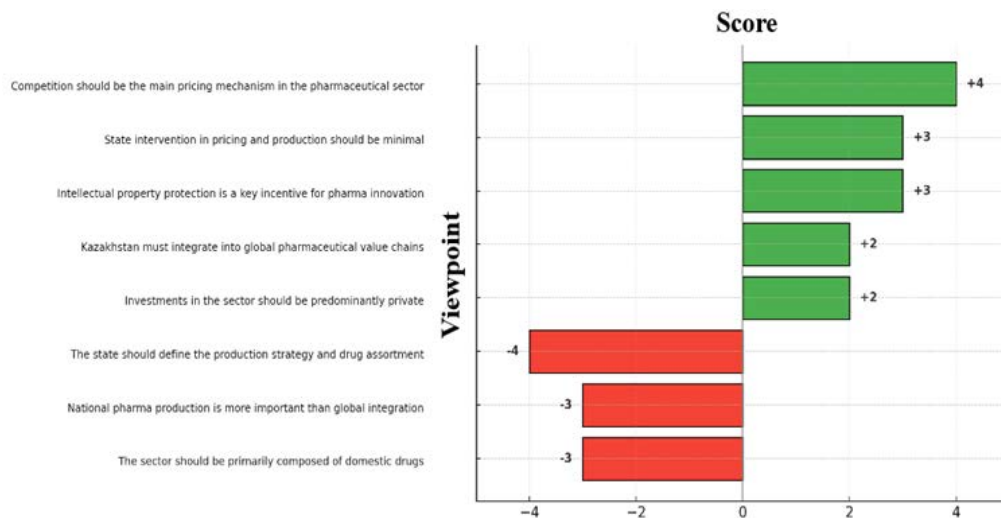 Score
Competition should be the main pricing mechanism in the pharmaceutical sector
+4
State intervention in pricing and production should be minimal
+3
Intellectual property protection is a key incentive for pharma innovation
+3
Kazakhstan must integrate into global pharmaceutical value chains
+2
Investments in the sector should be predominantly private
+2
Viewpoint
The state should define the production strategy and drug assortment
-4
National pharma production is more important than global integration
-3
The sector should be primarily composed of domestic drugs
-3
−4 −2 0 2 4